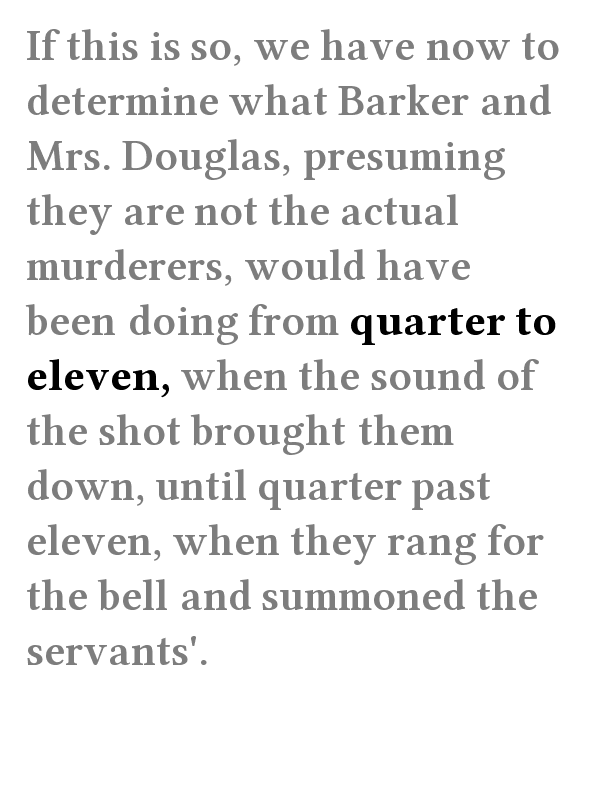 If this is so, we have now to
determine what Barker and
Mrs. Douglas, presuming
they are not the actual
murderers, would have
been doing from quarter to
eleven, when the sound of
the shot brought them
down, until quarter past
eleven, when they rang for
the bell and summoned the
servants'.